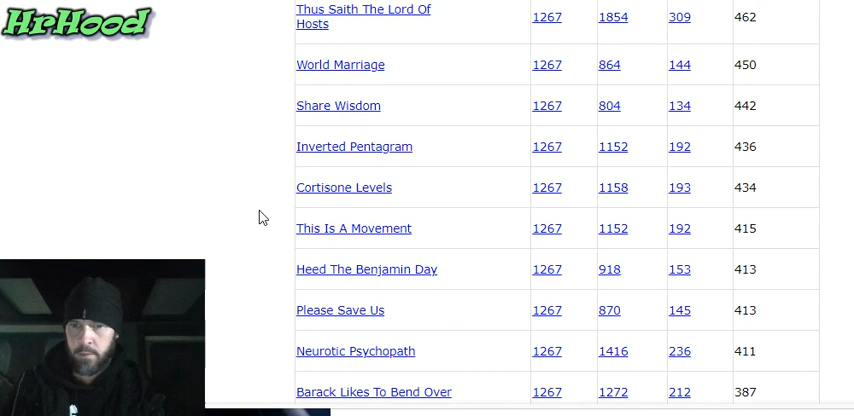 HrHood
Thus Saith The Lord Of
Hosts 1267 1854 309 462
World Marriage 1267 864 144 450
Share Wisdom 1267 804 134 442
Inverted Pentagram 1267 1152 192 436
Cortisone Levels 1267 1158 193 434
This Is A Movement 1267 1152 192 415
Heed The Benjamin Day 1267 918 153 413
Please Save Us 1267 870 145 413
Neurotic Psychopath 1267 1416 236 411
Barack Likes To Bend Over 1267 1272 212 387